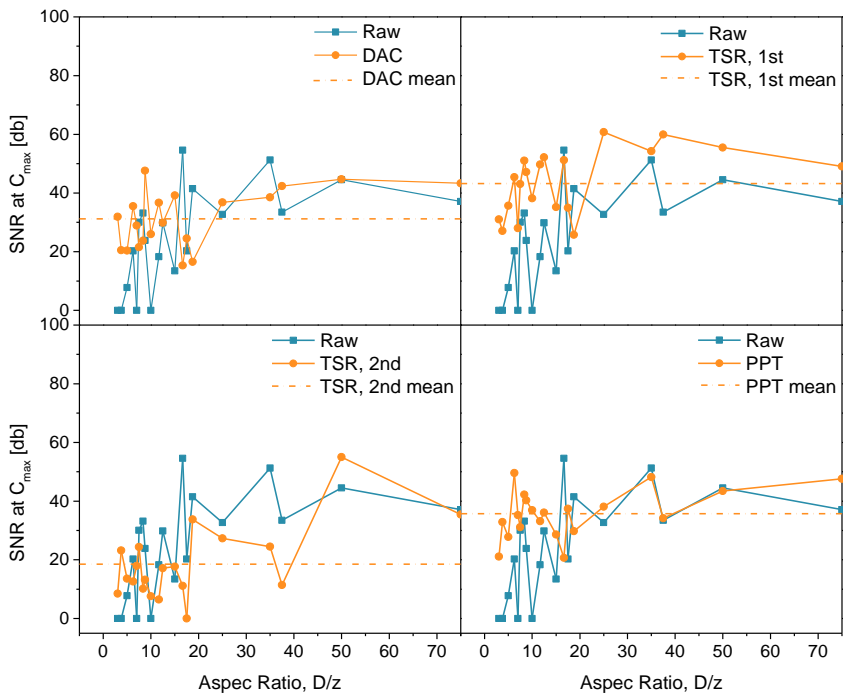 100
80
60
40
20
0
SNR at Cmax [db]
Raw
DAC
DAC mean
Raw
TSR, 1st
TSR, 1st mean
100
80
60
40
20
0
SNR at Cmax [db]
Raw
TSR, 2nd
TSR, 2nd mean
Raw
PPT
PPT mean
0 10 20 30 40 50 60 70
0 10 20 30 40 50 60 70
Aspec Ratio, D/z
Aspec Ratio, D/z